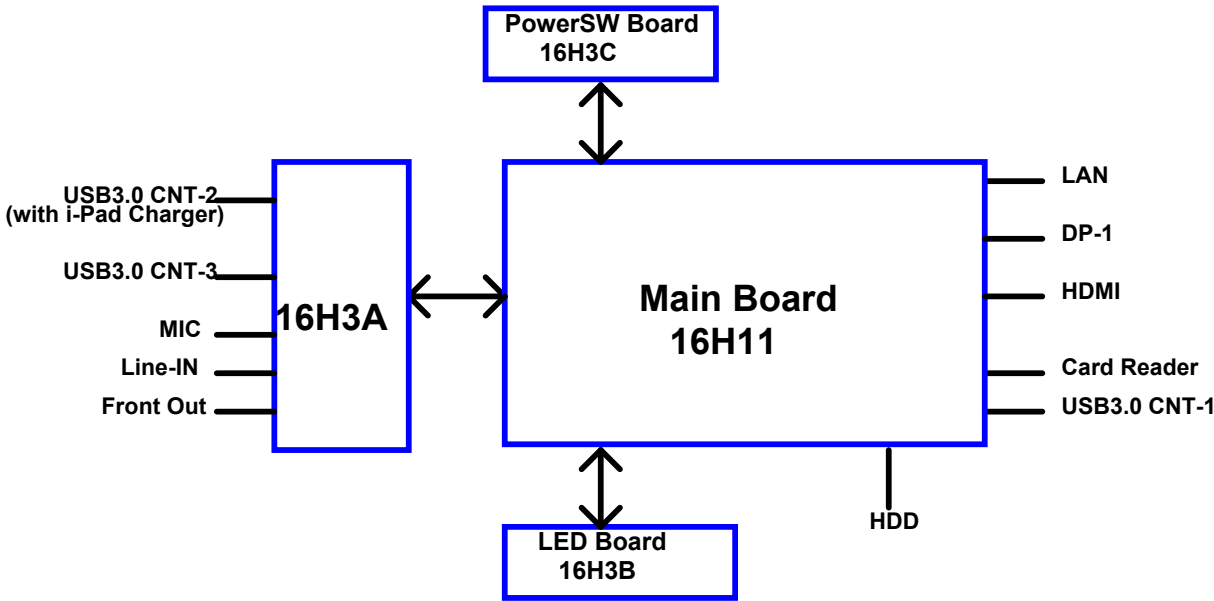 PowerSW Board
16H3C
USB3.0 CNT-2
(with i-Pad Charger)
USB3.0 CNT-3
16H3A
MIC
Line-IN
Front Out
Main Board
16H11
LAN
DP-1
HDMI
Card Reader
USB3.0 CNT-1
HDD
LED Board
16H3B